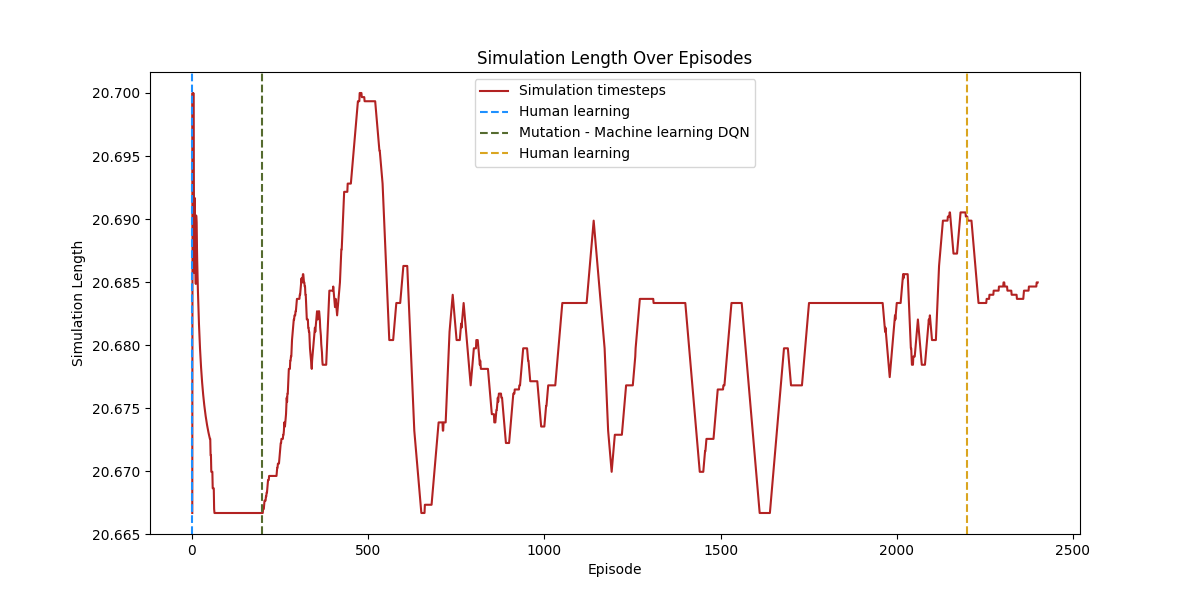 Simulation Length Over Episodes
Simulation timesteps
Human learning
Mutation - Machine learning DQN
Human learning
Simulation Length
20.700
20.695
20.690
20.685
20.680
20.675
20.670
20.665
0 500 1000 1500 2000 2500
Episode